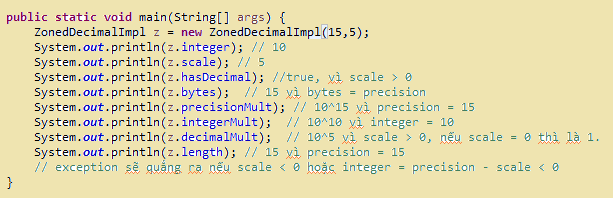 public static void main(String[] args) {
ZonedDecimalImpl z = new ZonedDecimalImpl(15,5);
System.out.println(z.integer); // 10
System.out.println(z.scale); // 5
System.out.println(z.hasDecimal); //true, vì scale > 0
System.out.println(z.bytes); // 15 vì bytes = precision
System.out.println(z.precisionMult); // 10^15 vì precision = 15
System.out.println(z.integerMult); // 10^10 vì integer = 10
System.out.println(z.decimalMult); // 10^5 vì scale > 0, nếu scale = 0 thì là 1.
System.out.println(z.length); // 15 vì precision = 15
// exception sẽ quăng ra nếu scale < 0 hoặc integer = precision - scale < 0
}